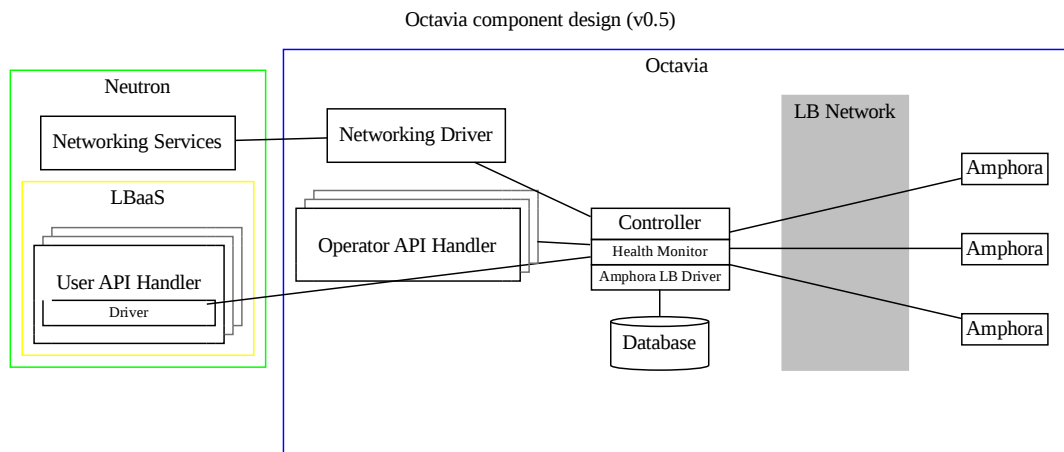 Octavia component design (v0.5)
Neutron
Networking Services
LBaaS
User API Handler
Driver
Octavia
Networking Driver
Operator API Handler
Controller
Health Monitor
Amphora LB Driver
Database
LB Network
Amphora
Amphora
Amphora